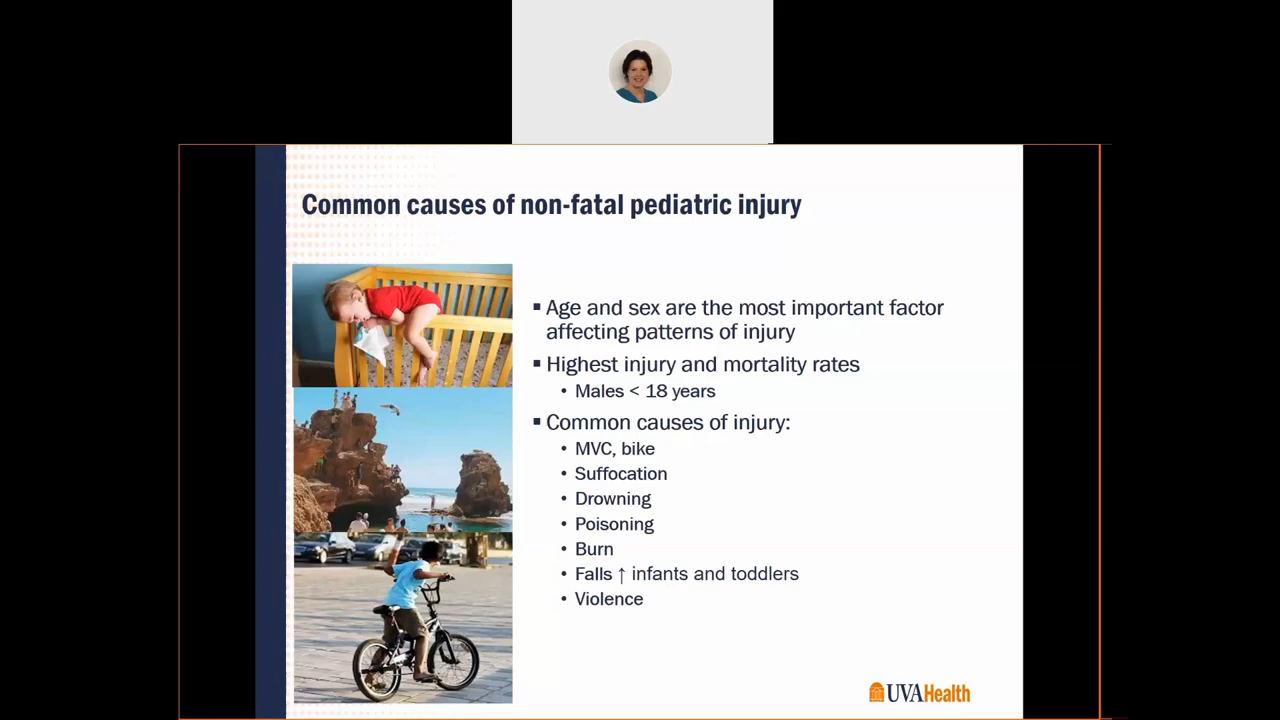 Common causes of non-fatal pediatric injury
▪ Age and sex are the most important factor
affecting patterns of injury
▪ Highest injury and mortality rates
• Males < 18 years
▪ Common causes of injury:
• MVC, bike
• Suffocation
• Drowning
• Poisoning
• Burn
• Falls ↑ infants and toddlers
• Violence
UVAHealth